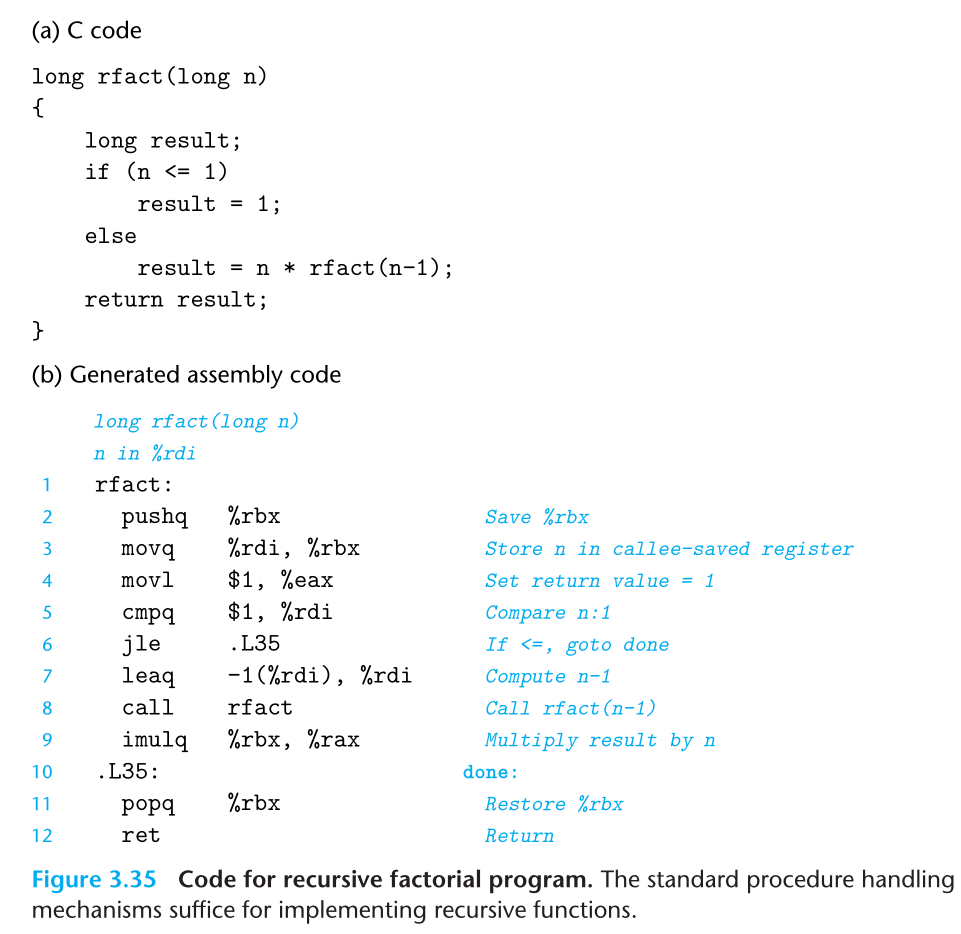 (a) C code
long rfact(long n)
{
    long result;
    if (n <= 1)
        result = 1;
    else
        result = n * rfact(n-1);
    return result;
}
(b) Generated assembly code
long rfact(long n)
n in %rdi
1 rfact:
2 pushq %rbx Save %rbx
3 movq %rdi, %rbx Store n in callee-saved register
4 movl $1, %eax Set return value = 1
5 cmpq $1, %rdi Compare n:1
6 jle .L35 If <=, goto done
7 leaq -1(%rdi), %rdi Compute n-1
8 call rfact Call rfact(n-1)
9 imulq %rbx, %rax Multiply result by n
10 .L35: done:
11 popq %rbx Restore %rbx
12 ret Return
Figure 3.35 Code for recursive factorial program. The standard procedure handling
mechanisms suffice for implementing recursive functions.